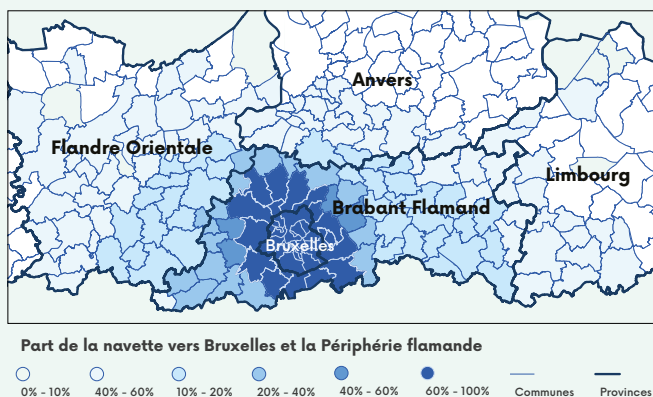 Anvers
Flandre Orientale
Limbourg
Brabant Flamand
Bruxelles
Part de la navette vers Bruxelles et la Périphérie flamande
0% - 10% 40% - 60% 10% - 20% 20% - 40% 40% - 60% 60% - 100% Communes Provinces